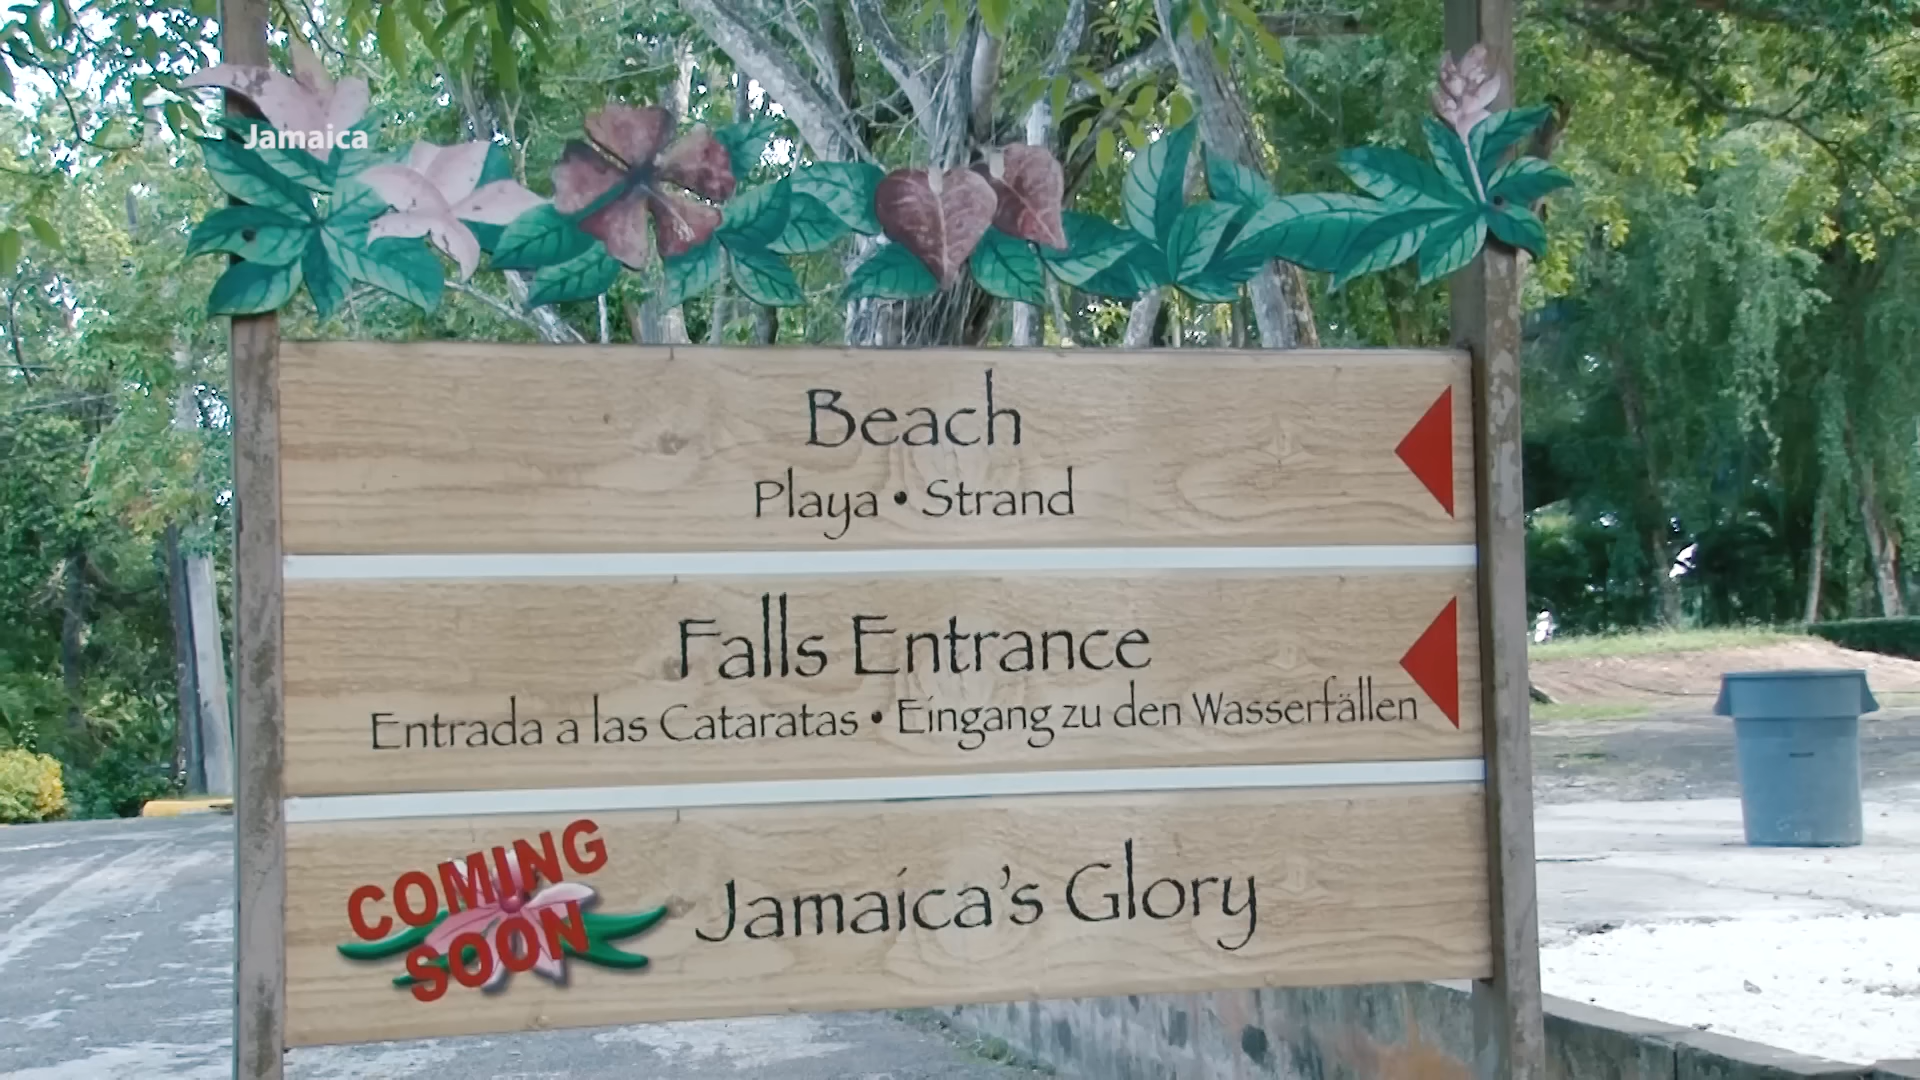 Jamaica
Beach
Playa • Strand
Falls Entrance
Entrada a las Cataratas • Eingang zu den Wasserfällen
COMING
SOON
Jamaica's Glory